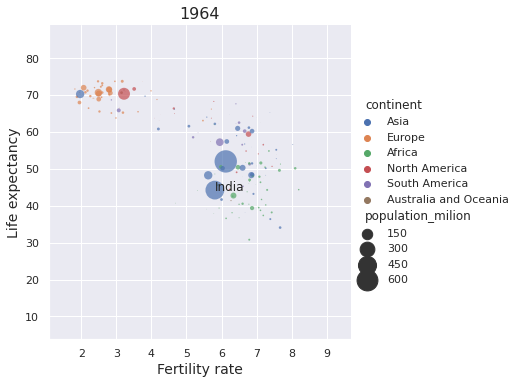 1964
80
70
60
50
40
30
20
10
Life expectancy
India
2 3 4 5 6 7 8 9
Fertility rate
continent
Asia
Europe
Africa
North America
South America
Australia and Oceania
population_milion
150
300
450
600